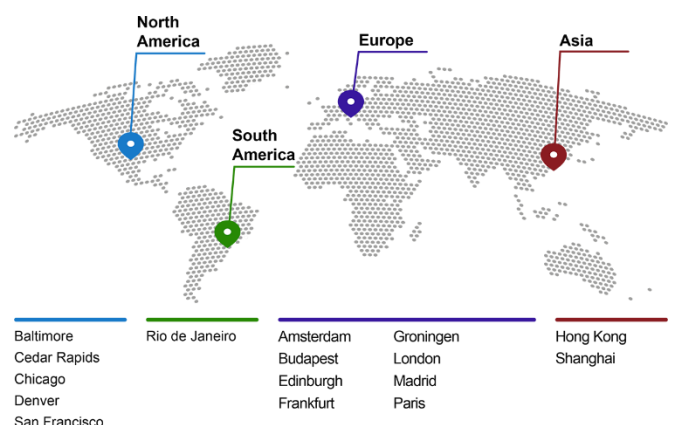 North
America
Europe
Asia
South
America
Baltimore
Cedar Rapids
Chicago
Denver
San Francisco
Rio de Janeiro
Amsterdam
Budapest
Edinburgh
Frankfurt
Groningen
London
Madrid
Paris
Hong Kong
Shanghai